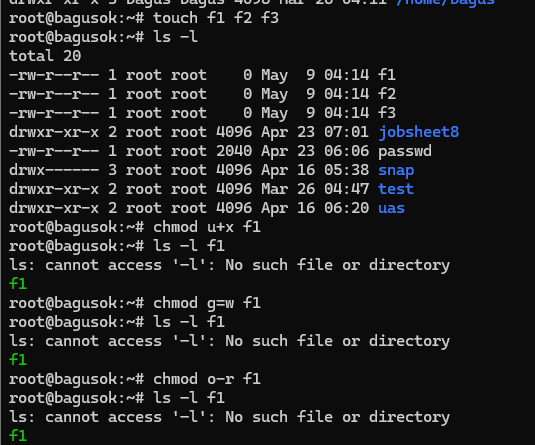 drwxr-xr-x 2 bagus bagus 4096 Mar 26 04:11 /home/bagus
root@bagusok:~# touch f1 f2 f3
root@bagusok:~# ls -l
total 20
-rw-r--r-- 1 root root    0 May  9 04:14 f1
-rw-r--r-- 1 root root    0 May  9 04:14 f2
-rw-r--r-- 1 root root    0 May  9 04:14 f3
drwxr-xr-x 2 root root 4096 Apr 23 07:01 jobsheet8
-rw-r--r-- 1 root root 2040 Apr 23 06:06 passwd
drwx------ 3 root root 4096 Apr 16 05:38 snap
drwxr-xr-x 2 root root 4096 Mar 26 04:47 test
drwxr-xr-x 2 root root 4096 Apr 16 06:20 uas
root@bagusok:~# chmod u+x f1
root@bagusok:~# ls –l f1
ls: cannot access '–l': No such file or directory
f1
root@bagusok:~# chmod g=w f1
root@bagusok:~# ls –l f1
ls: cannot access '–l': No such file or directory
f1
root@bagusok:~# chmod o-r f1
root@bagusok:~# ls –l f1
ls: cannot access '–l': No such file or directory
f1